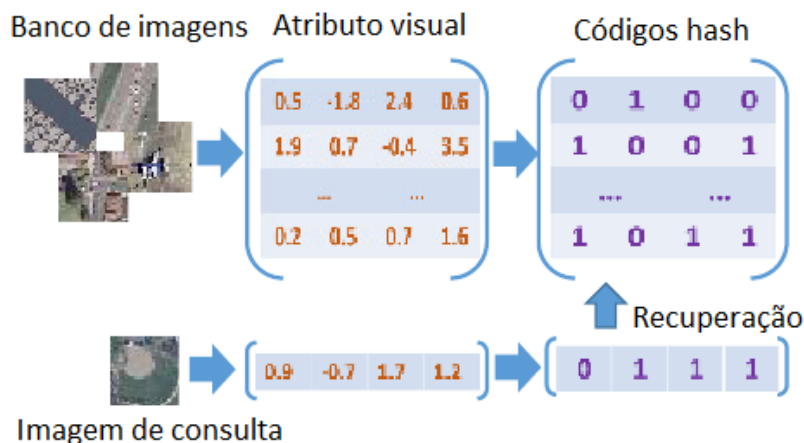 Banco de imagens Atributo visual Códigos hash
0.5 -1.8 2.4 0.6 0 1 0 0
1.9 0.7 -0.4 3.5 1 0 0 1
... ... ... ...
0.2 0.5 0.7 1.6 1 0 1 1
Recuperação
0.9 -0.7 1.7 1.2 0 1 1 1
Imagem de consulta